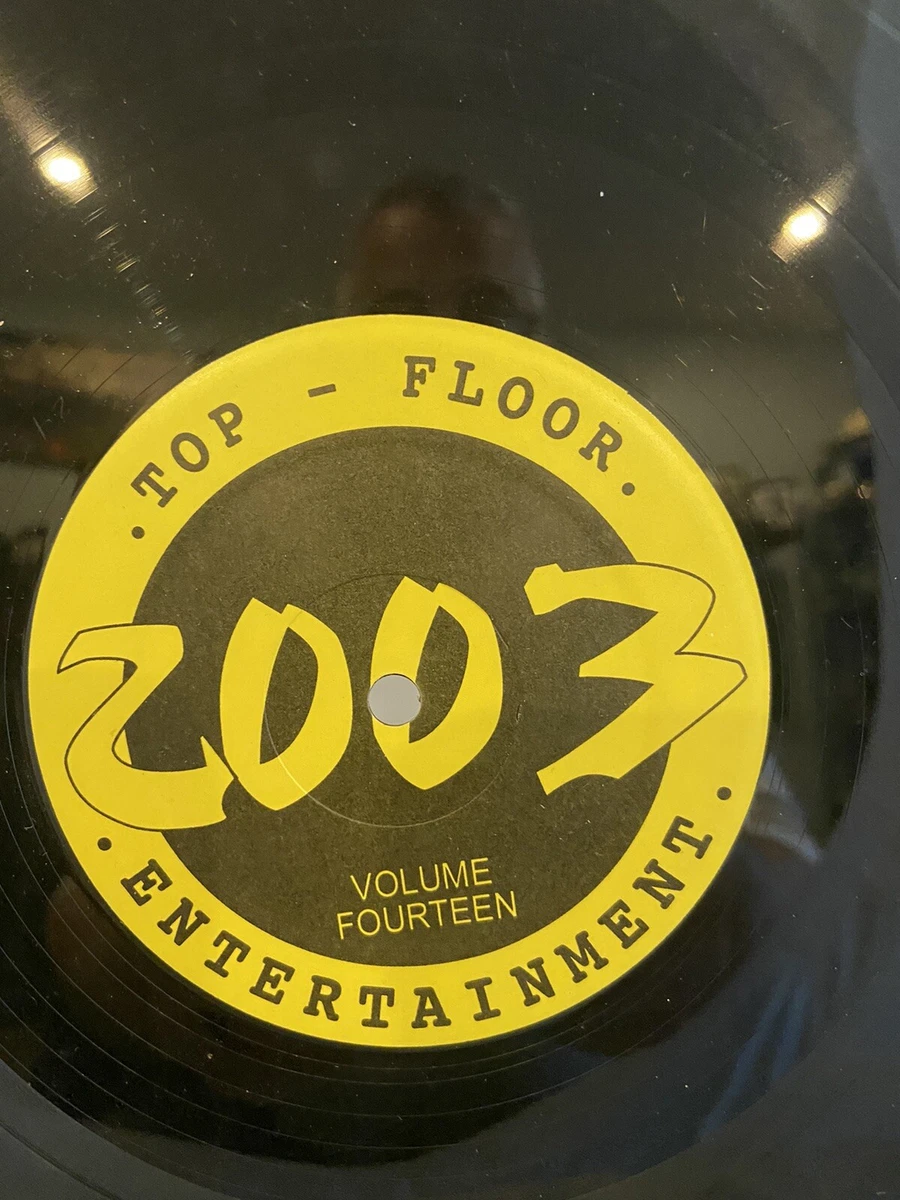 · TOP - FLOOR ·
2003
VOLUME
FOURTEEN
· ENTERTAINMENT ·